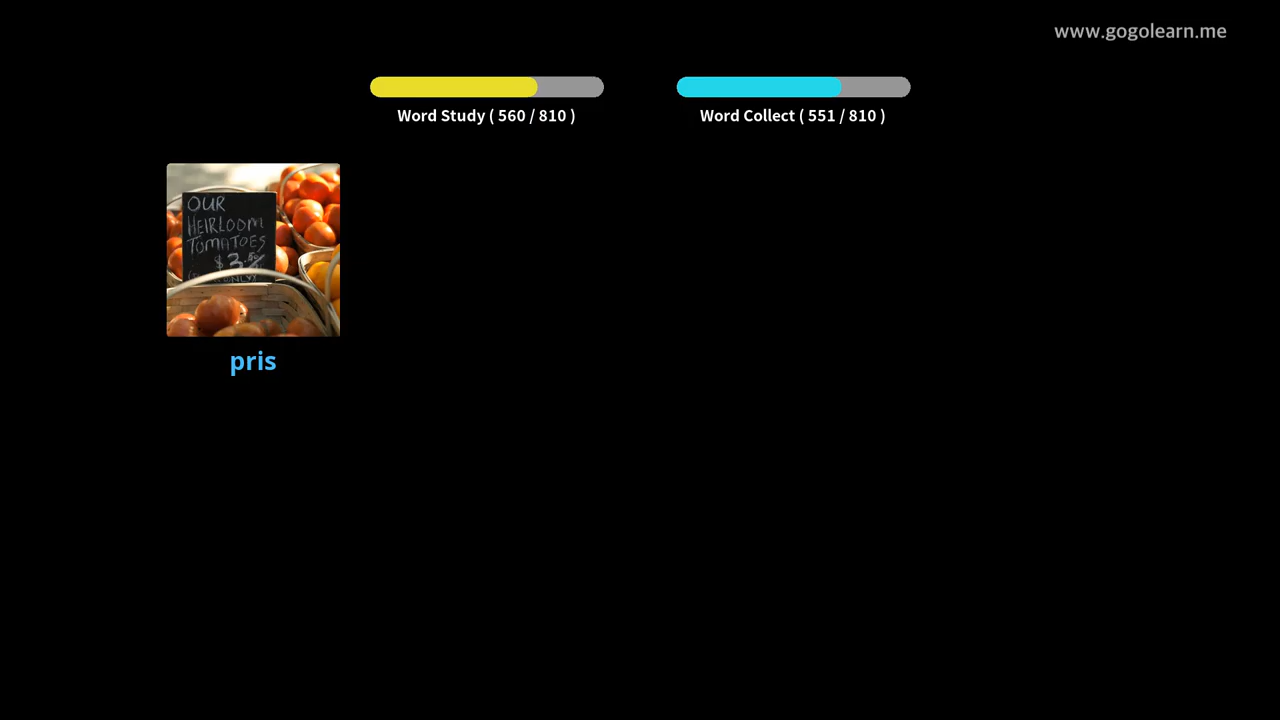 www.gogolearn.me
Word Study ( 560 / 810 )
Word Collect ( 551 / 810 )
OUR
HEIRLOOM
TOMATOES
pris